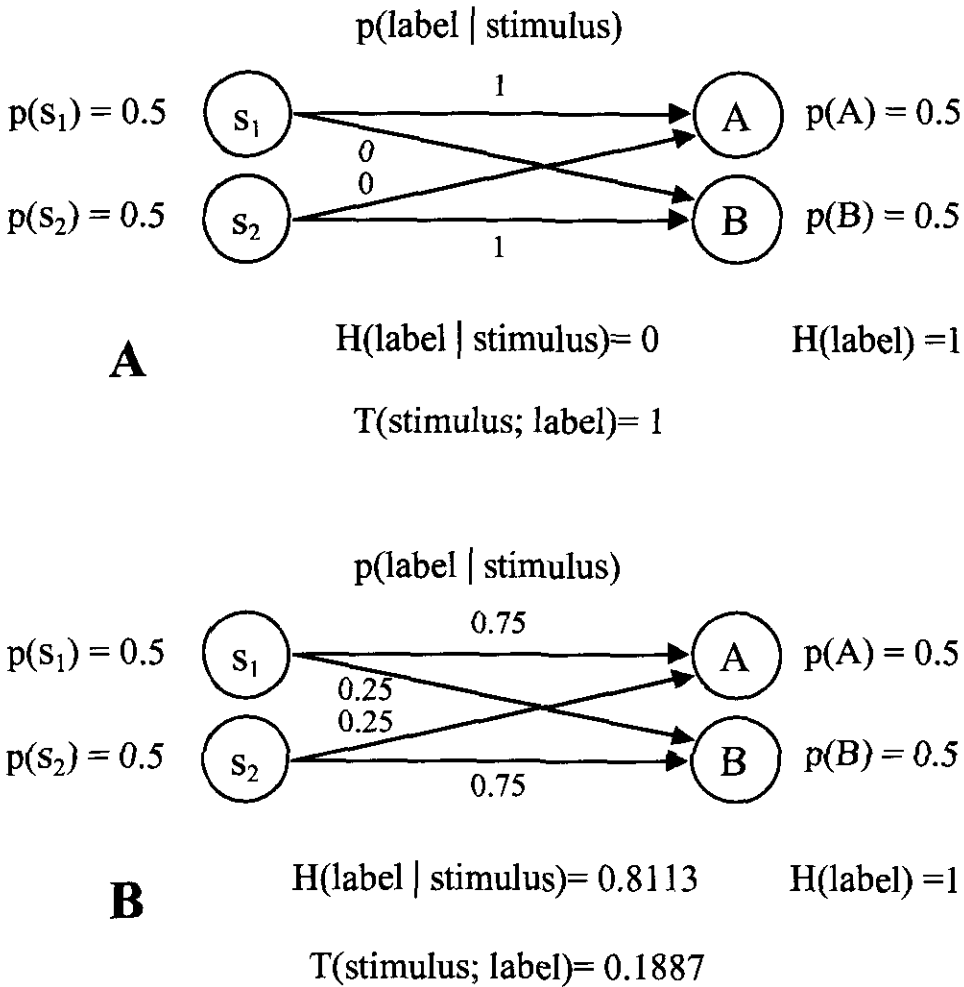 p(label | stimulus)
1
p(s₁) = 0.5 s₁ A p(A) = 0.5
0
0
p(s₂) = 0.5 s₂ B p(B) = 0.5
1
H(label | stimulus)= 0 H(label) =1
A
T(stimulus; label)= 1
p(label | stimulus)
0.75
p(s₁) = 0.5 s₁ A p(A) = 0.5
0.25
0.25
p(s₂) = 0.5 s₂ B p(B) = 0.5
0.75
H(label | stimulus)= 0.8113 H(label) =1
B
T(stimulus; label)= 0.1887